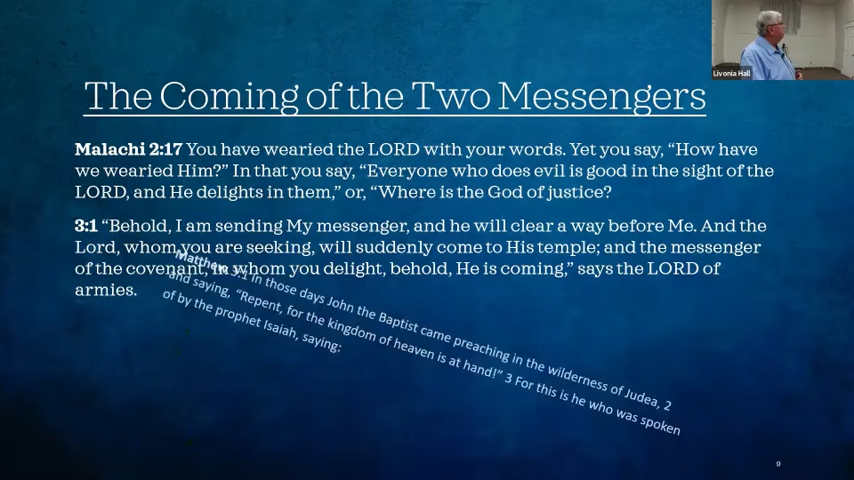 Livonia Hall
The Coming of the Two Messengers
Malachi 2:17 You have wearied the LORD with your words. Yet you say, “How have
we wearied Him?” In that you say, “Everyone who does evil is good in the sight of the
LORD, and He delights in them,” or, “Where is the God of justice?
3:1 “Behold, I am sending My messenger, and he will clear a way before Me. And the
Lord, whom you are seeking, will suddenly come to His temple; and the messenger
of the covenant, in whom you delight, behold, He is coming,” says the LORD of
armies.
Matthew 3:1 In those days John the Baptist came preaching in the wilderness of Judea, 2
and saying, “Repent, for the kingdom of heaven is at hand!” 3 For this is he who was spoken
of by the prophet Isaiah, saying:
9